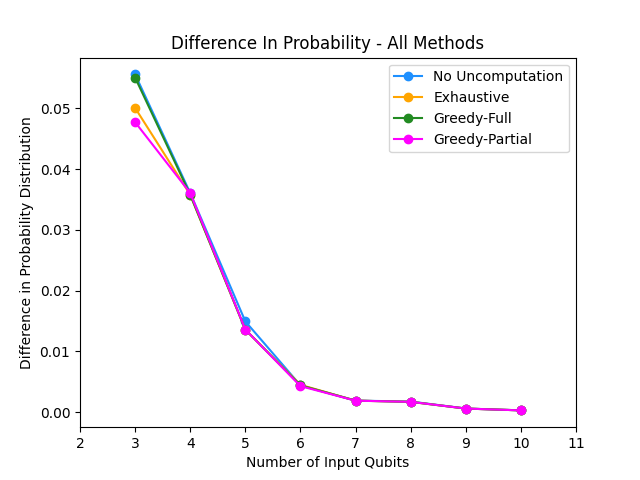 Difference In Probability - All Methods
No Uncomputation
Exhaustive
Greedy-Full
Greedy-Partial
Difference in Probability Distribution
0.05
0.04
0.03
0.02
0.01
0.00
2 3 4 5 6 7 8 9 10 11
Number of Input Qubits